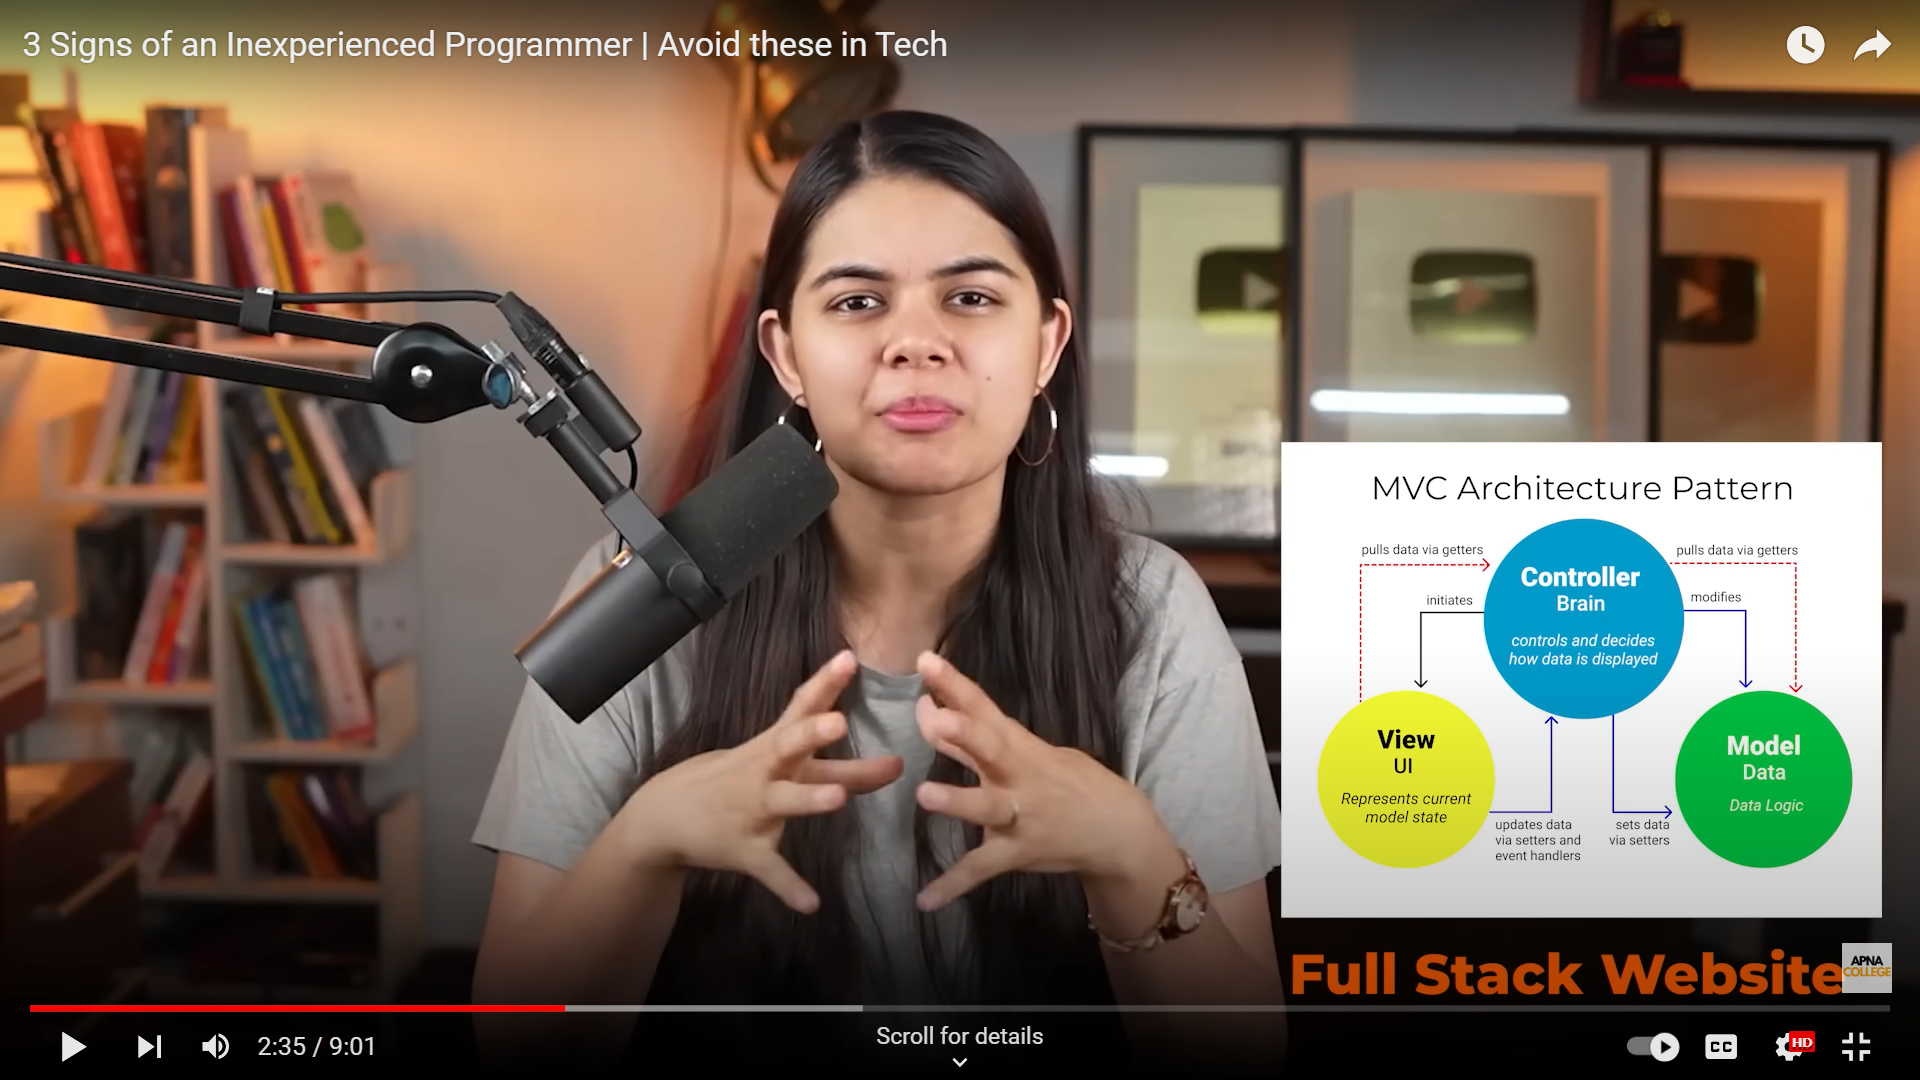 3 Signs of an Inexperienced Programmer | Avoid these in Tech
MVC Architecture Pattern
pulls data via getters
pulls data via getters
Controller
Brain
controls and decides
how data is displayed
initiates
modifies
View
UI
Represents current
model state
Model
Data
Data Logic
updates data
via setters and
event handlers
sets data
via setters
Full Stack Website
APNA
COLLEGE
2:35 / 9:01
Scroll for details
CC
HD